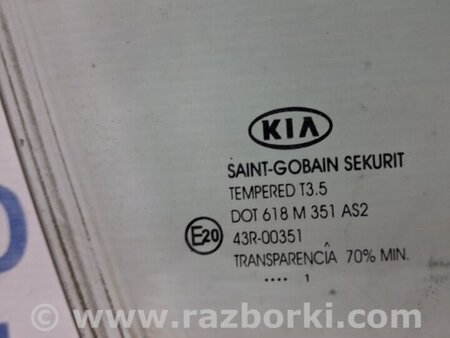 KIA
SAINT-GOBAIN SEKURIT
TEMPERED T3.5
DOT 618 M 351 AS2
E20 43R-00351
TRANSPARENCÎA 70% MIN.
.... 1
© www.razborki.com